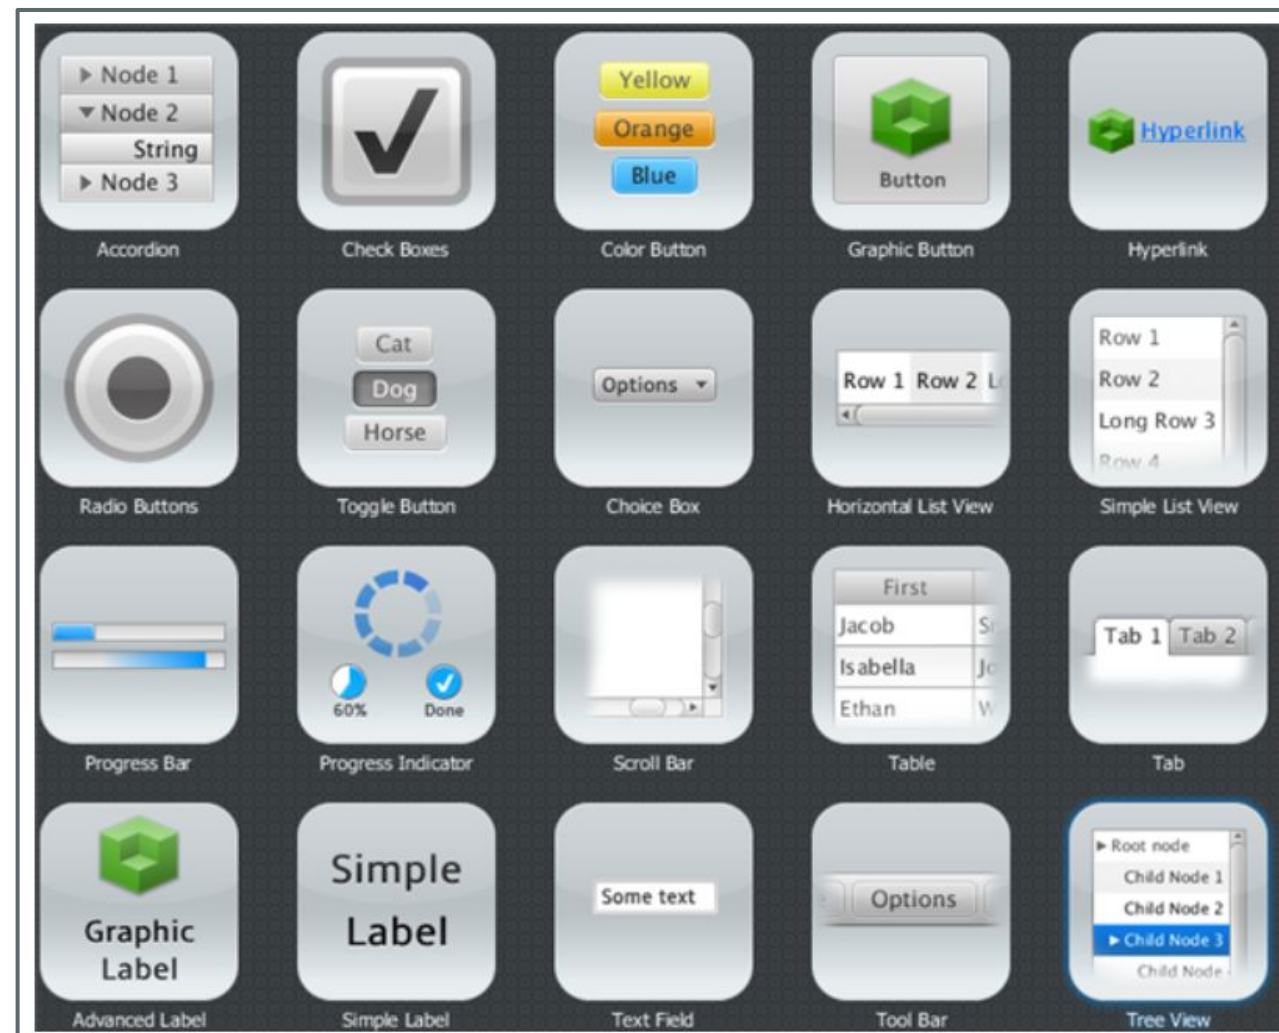 Node 1
Node 2
String
Node 3
Accordion
Check Boxes
Yellow
Orange
Blue
Color Button
Button
Graphic Button
Hyperlink
Hyperlink
Radio Buttons
Cat
Dog
Horse
Toggle Button
Options
Choice Box
Row 1 Row 2 L
Horizontal List View
Row 1
Row 2
Long Row 3
Row 4
Simple List View
Progress Bar
60% Done
Progress Indicator
Scroll Bar
First
Jacob
Isabella
Ethan
Table
Tab 1 Tab 2
Tab
Graphic
Label
Advanced Label
Simple
Label
Simple Label
Some text
Text Field
Options
Tool Bar
Root node
Child Node 1
Child Node 2
Child Node 3
Child Node
Tree View